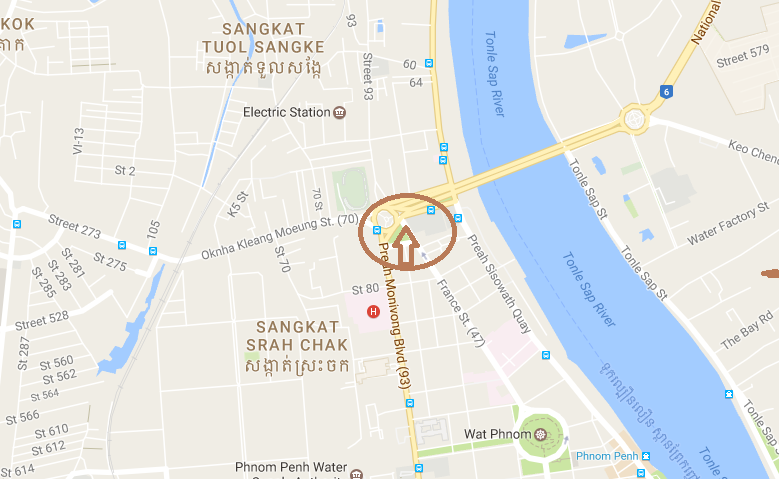 KOK
គោក
SANGKAT
TUOL SANGKE
សង្កាត់ទួលសង្កែ
93
Street 93
60
64
National
Street 579
6
Tonle Sap River
Electric Station
VI-13
St 2
K5 St
70 St
Keo Chend
Tonle Sap St
Water Factory St
Street 273
105
St 275
Oknha Kleang Moeung St. (70)
St 70
St 281
St 283
St 285
St 80
H
Preah Monivong Blvd (93)
Preah Sisowath Quay
France St. (47)
Tonle Sap River
The Bay Rd
Street 528
St 287
SANGKAT
SRAH CHAK
សង្កាត់ស្រះចក
St 560
St 562
St 564
St 566
St 610
St 612
St 614
Wat Phnom
Phnom Penh
Tonle Sap St
Tonle Sa
Phnom Penh Water